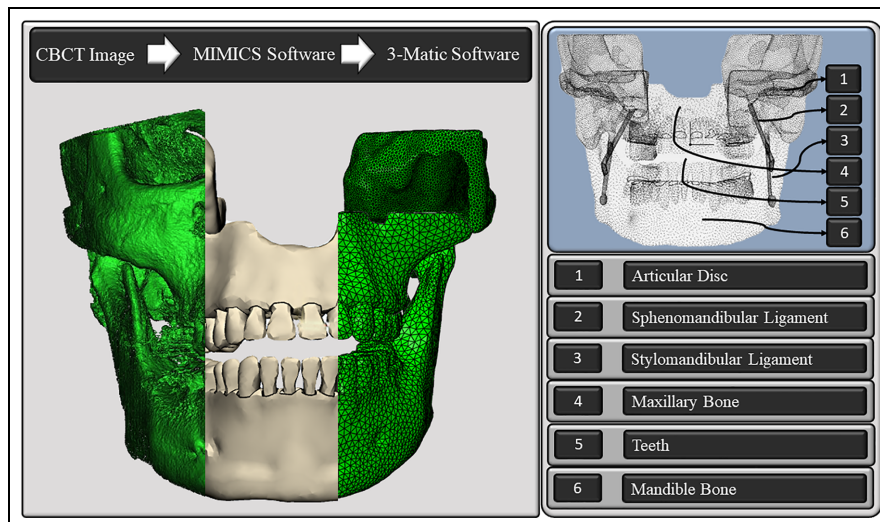 CBCT Image MIMICS Software 3-Matic Software
1
2
3
4
5
6
1 Articular Disc
2 Sphenomandibular Ligament
3 Stylomandibular Ligament
4 Maxillary Bone
5 Teeth
6 Mandible Bone